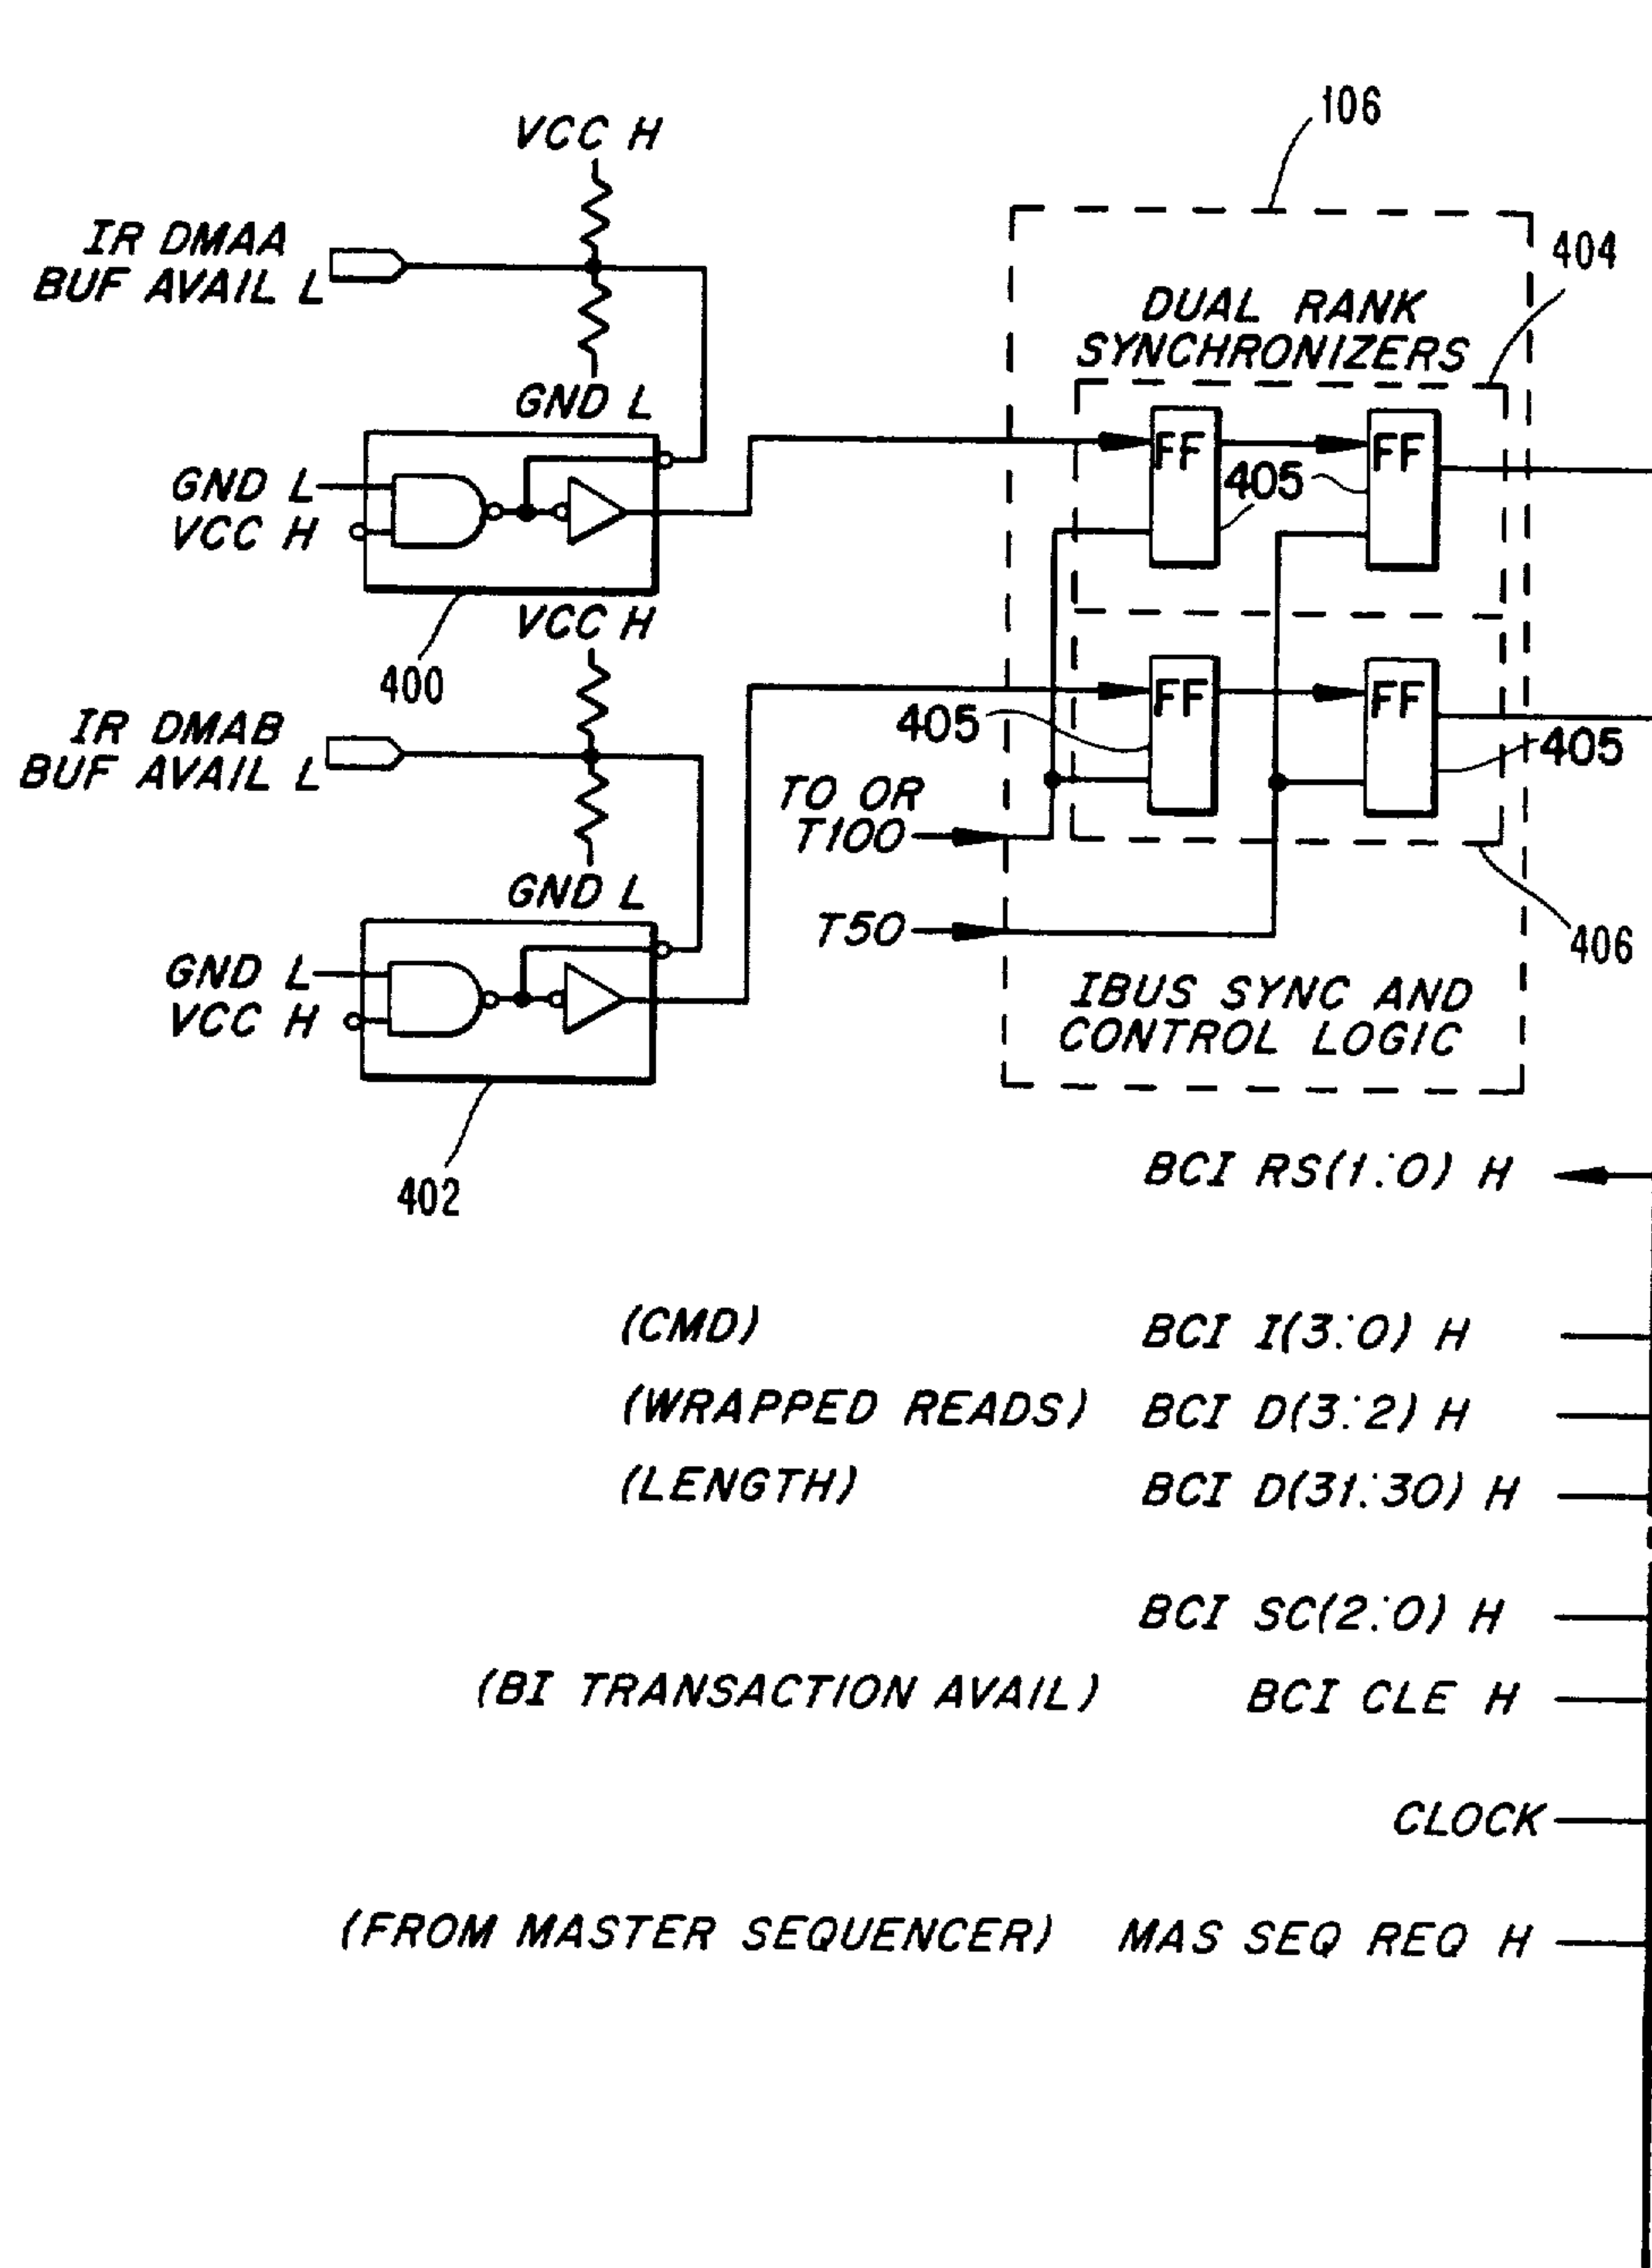 106
VCC H
IR DMAA
BUF AVAIL L
404
DUAL RANK
SYNCHRONIZERS
GND L
FF
FF
405
GND L
VCC H
400
VCC H
IR DMAB
BUF AVAIL L
FF
FF
405
405
TO OR
T100
GND L
T50
406
GND L
VCC H
IBUS SYNC AND
CONTROL LOGIC
402
BCI RS(1:0) H
(CMD) BCI I(3:0) H
(WRAPPED READS) BCI D(3:2) H
(LENGTH) BCI D(31:30) H
BCI SC(2:0) H
(BI TRANSACTION AVAIL) BCI CLE H
CLOCK
(FROM MASTER SEQUENCER) MAS SEQ REQ H